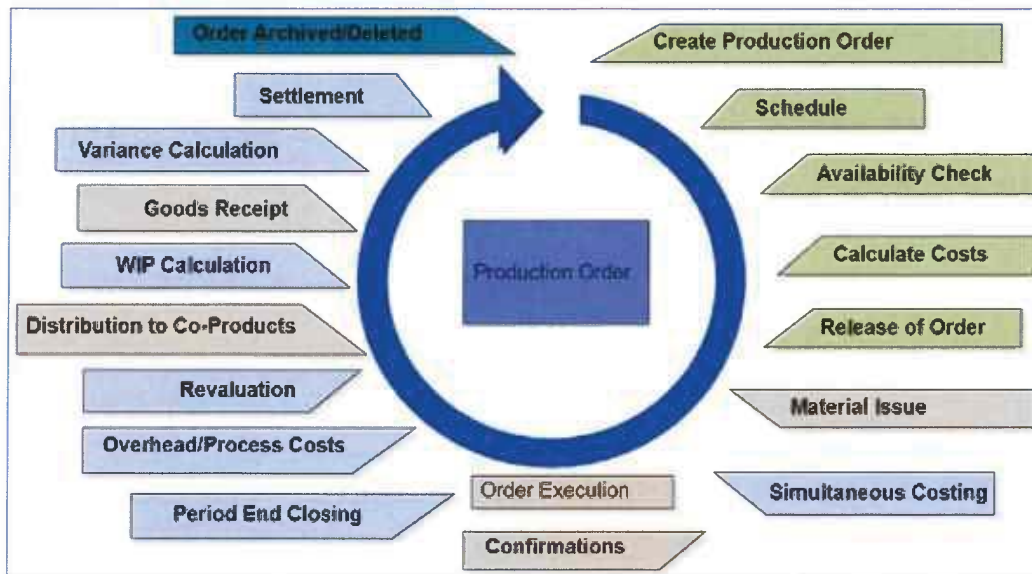 Order Archived/Deleted
Create Production Order
Settlement
Schedule
Variance Calculation
Availability Check
Goods Receipt
Production Order
WIP Calculation
Calculate Costs
Distribution to Co-Products
Release of Order
Revaluation
Material Issue
Overhead/Process Costs
Order Execution
Simultaneous Costing
Period End Closing
Confirmations